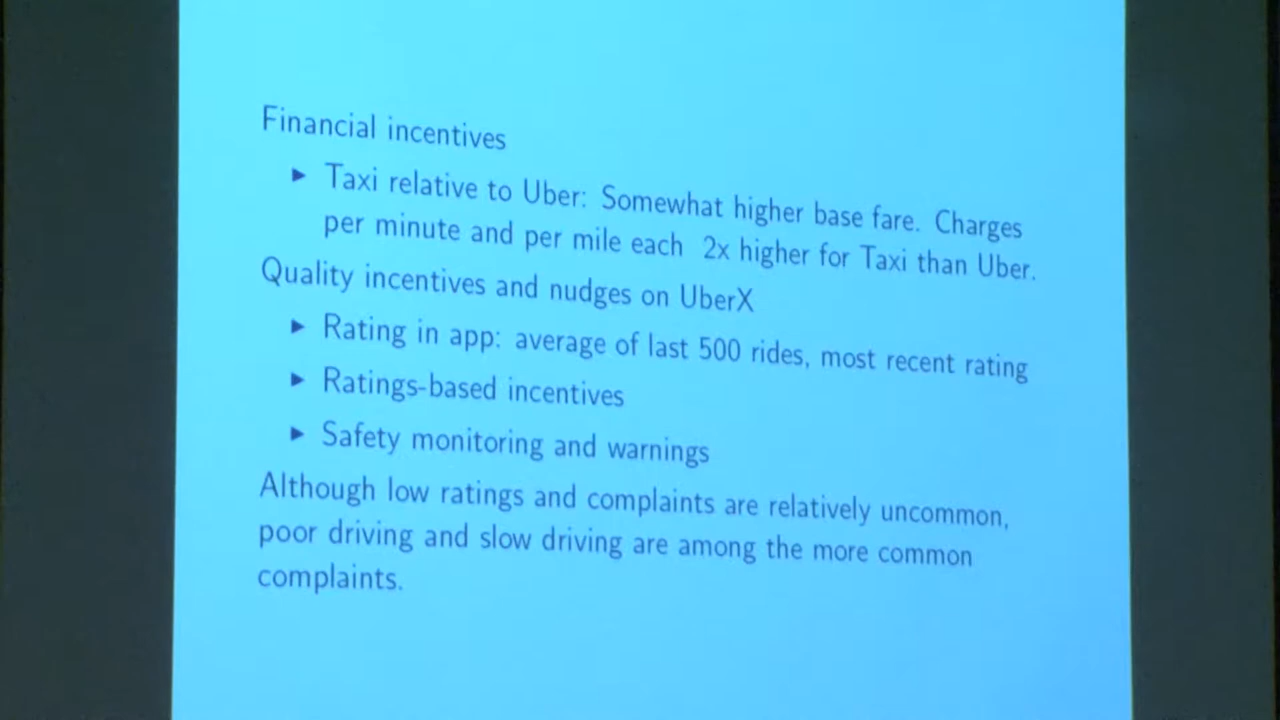 Financial incentives
▶ Taxi relative to Uber: Somewhat higher base fare. Charges
per minute and per mile each 2x higher for Taxi than Uber.
Quality incentives and nudges on UberX
▶ Rating in app: average of last 500 rides, most recent rating
▶ Ratings-based incentives
▶ Safety monitoring and warnings
Although low ratings and complaints are relatively uncommon,
poor driving and slow driving are among the more common
complaints.